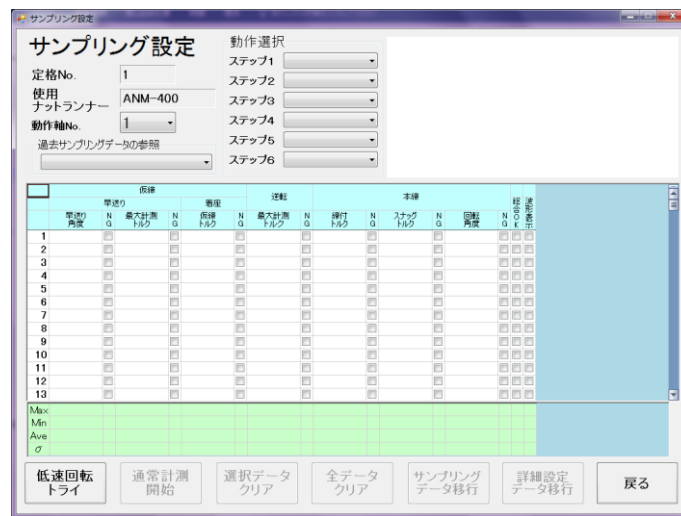 サンプリング設定
サンプリング設定
動作選択
定格No. 1
使用
ナットランナー ANM-400
動作軸No. 1
過去サンプリングデータの参照
ステップ1
ステップ2
ステップ3
ステップ4
ステップ5
ステップ6
仮締 逆転 本締 総合OK 波形表示
早送り 着座
早送り角度 NG 最大計測トルク NG 仮締トルク NG 最大計測トルク NG 締付トルク NG スナッグトルク NG 回転角度 NG
1
2
3
4
5
6
7
8
9
10
11
12
13
Max
Min
Ave
σ
低速回転
トライ
通常計測
開始
選択データ
クリア
全データ
クリア
サンプリング
データ移行
詳細設定
データ移行
戻る